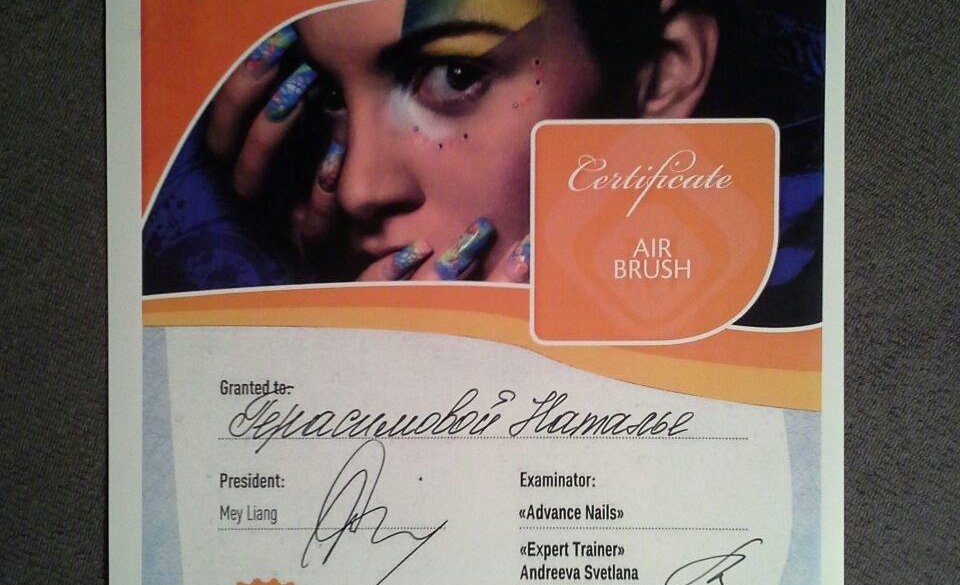 Certificate
AIR
BRUSH
Granted to:
Герасимовой Наталье
President:
Mey Liang
Examinator:
«Advance Nails»
«Expert Trainer»
Andreeva Svetlana